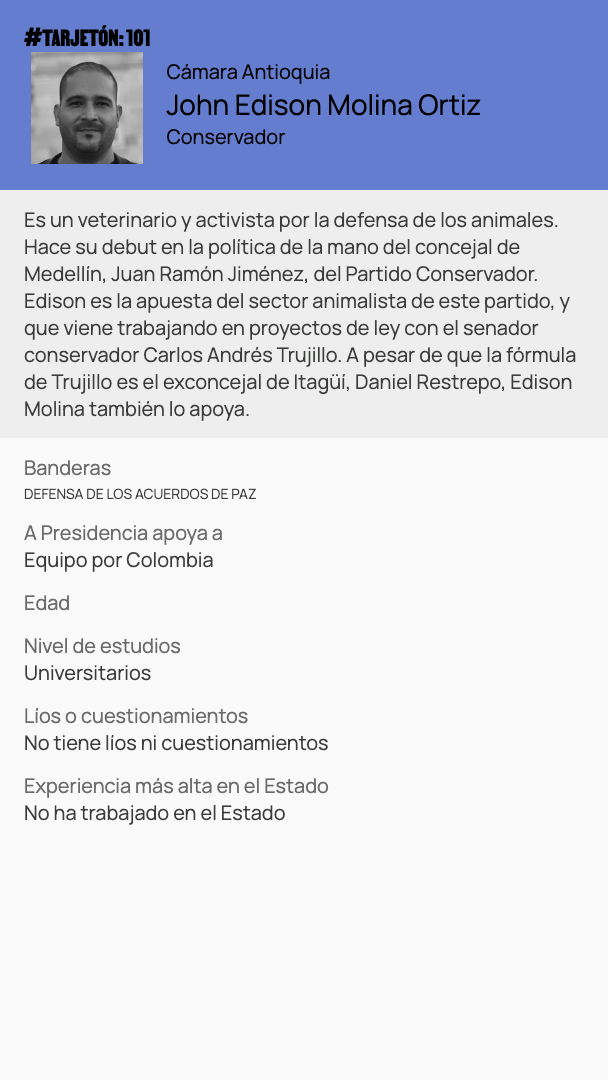 #TARJETÓN: 101
Cámara Antioquia
John Edison Molina Ortiz
Conservador
Es un veterinario y activista por la defensa de los animales.
Hace su debut en la política de la mano del concejal de
Medellín, Juan Ramón Jiménez, del Partido Conservador.
Edison es la apuesta del sector animalista de este partido, y
que viene trabajando en proyectos de ley con el senador
conservador Carlos Andrés Trujillo. A pesar de que la fórmula
de Trujillo es el exconcejal de Itagüí, Daniel Restrepo, Edison
Molina también lo apoya.
Banderas
DEFENSA DE LOS ACUERDOS DE PAZ
A Presidencia apoya a
Equipo por Colombia
Edad
Nivel de estudios
Universitarios
Líos o cuestionamientos
No tiene líos ni cuestionamientos
Experiencia más alta en el Estado
No ha trabajado en el Estado